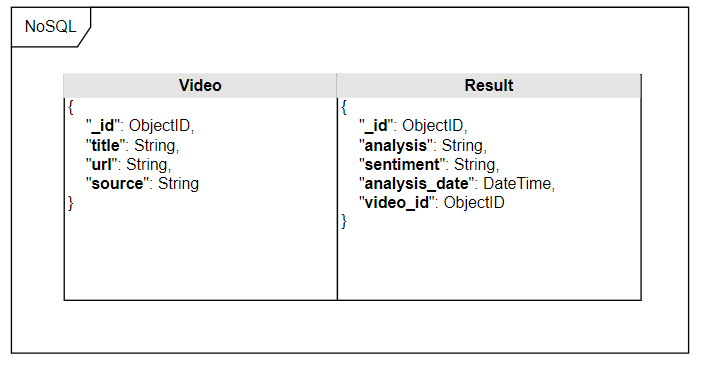 NoSQL
Video
{
"_id": ObjectID,
"title": String,
"url": String,
"source": String
}
Result
{
"_id": ObjectID,
"analysis": String,
"sentiment": String,
"analysis_date": DateTime,
"video_id": ObjectID
}